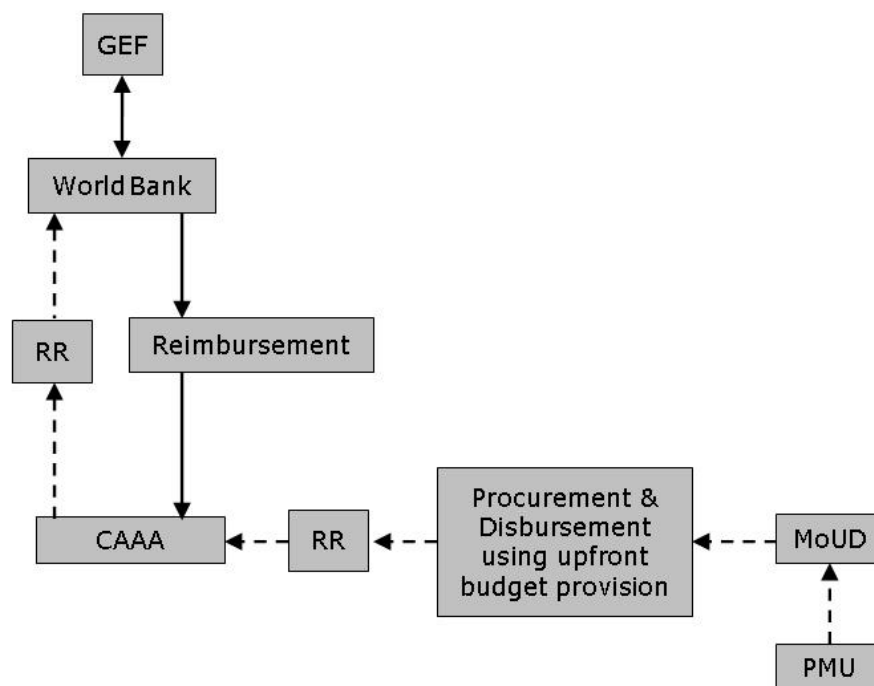 GEF
World Bank
RR
Reimbursement
CAAA
RR
Procurement &
Disbursement
using upfront
budget provision
MoUD
PMU